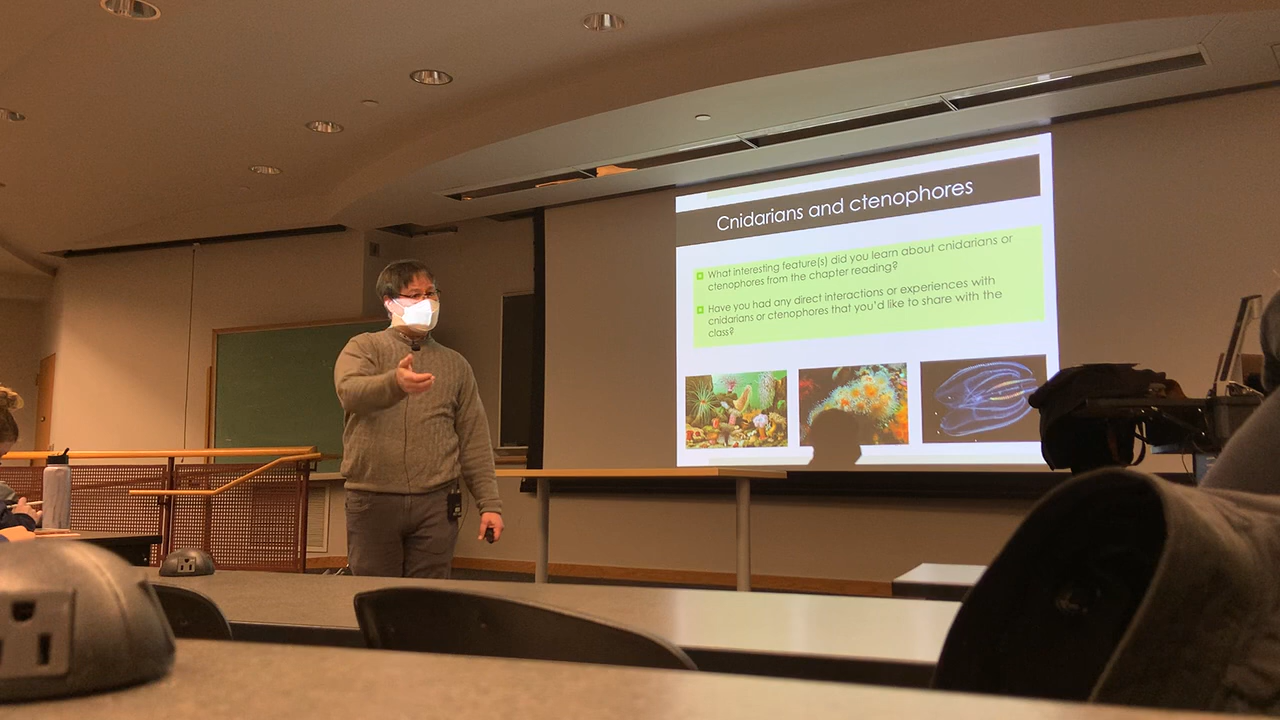 Cnidarians and ctenophores
What interesting feature(s) did you learn about cnidarians or
ctenophores from the chapter reading?
Have you had any direct interactions or experiences with
cnidarians or ctenophores that you'd like to share with the
class?